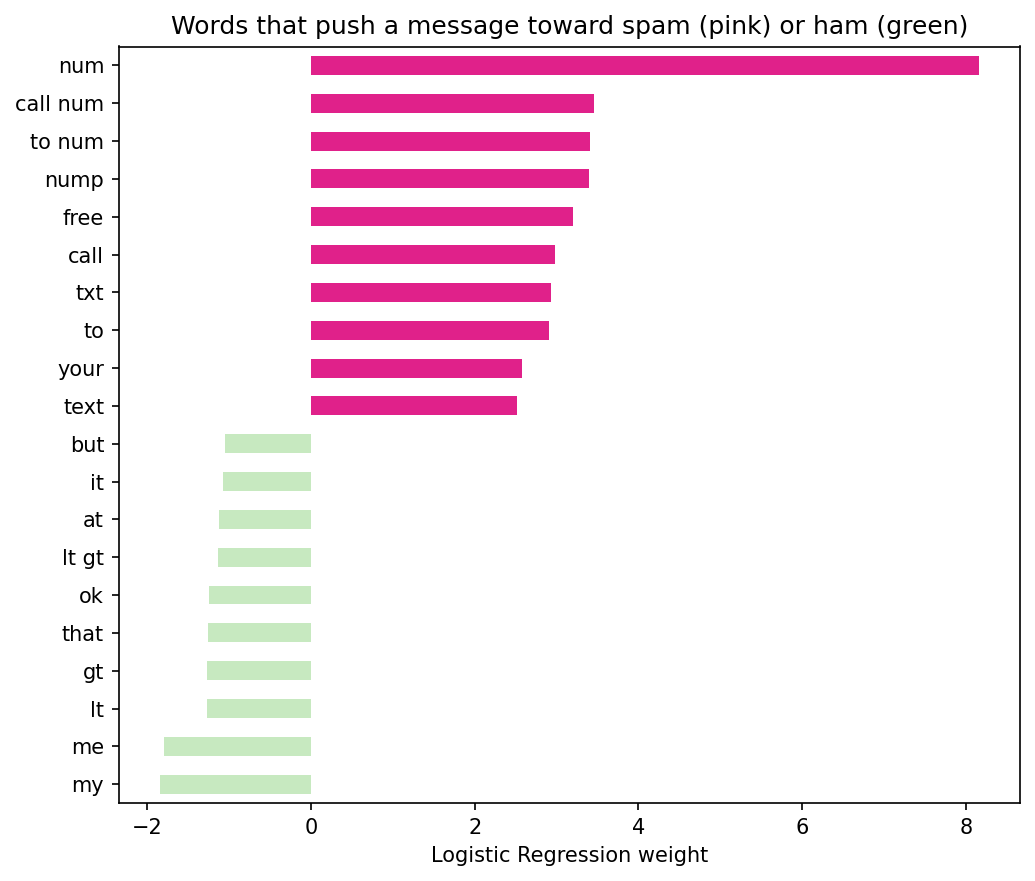 Words that push a message toward spam (pink) or ham (green)
num
call num
to num
nump
free
call
txt
to
your
text
but
it
at
lt gt
ok
that
gt
lt
me
my
−2 0 2 4 6 8
Logistic Regression weight